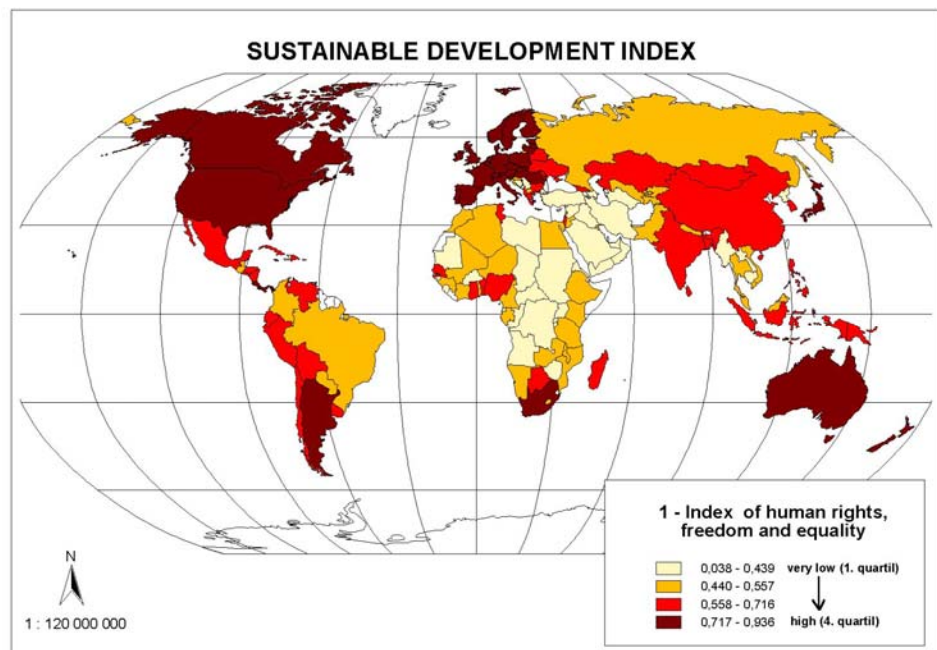 SUSTAINABLE DEVELOPMENT INDEX
1 - Index of human rights,
freedom and equality
0,038 - 0,439 very low (1. quartil)
0,440 - 0,557
0,558 - 0,716
0,717 - 0,936 high (4. quartil)
N
1 : 120 000 000